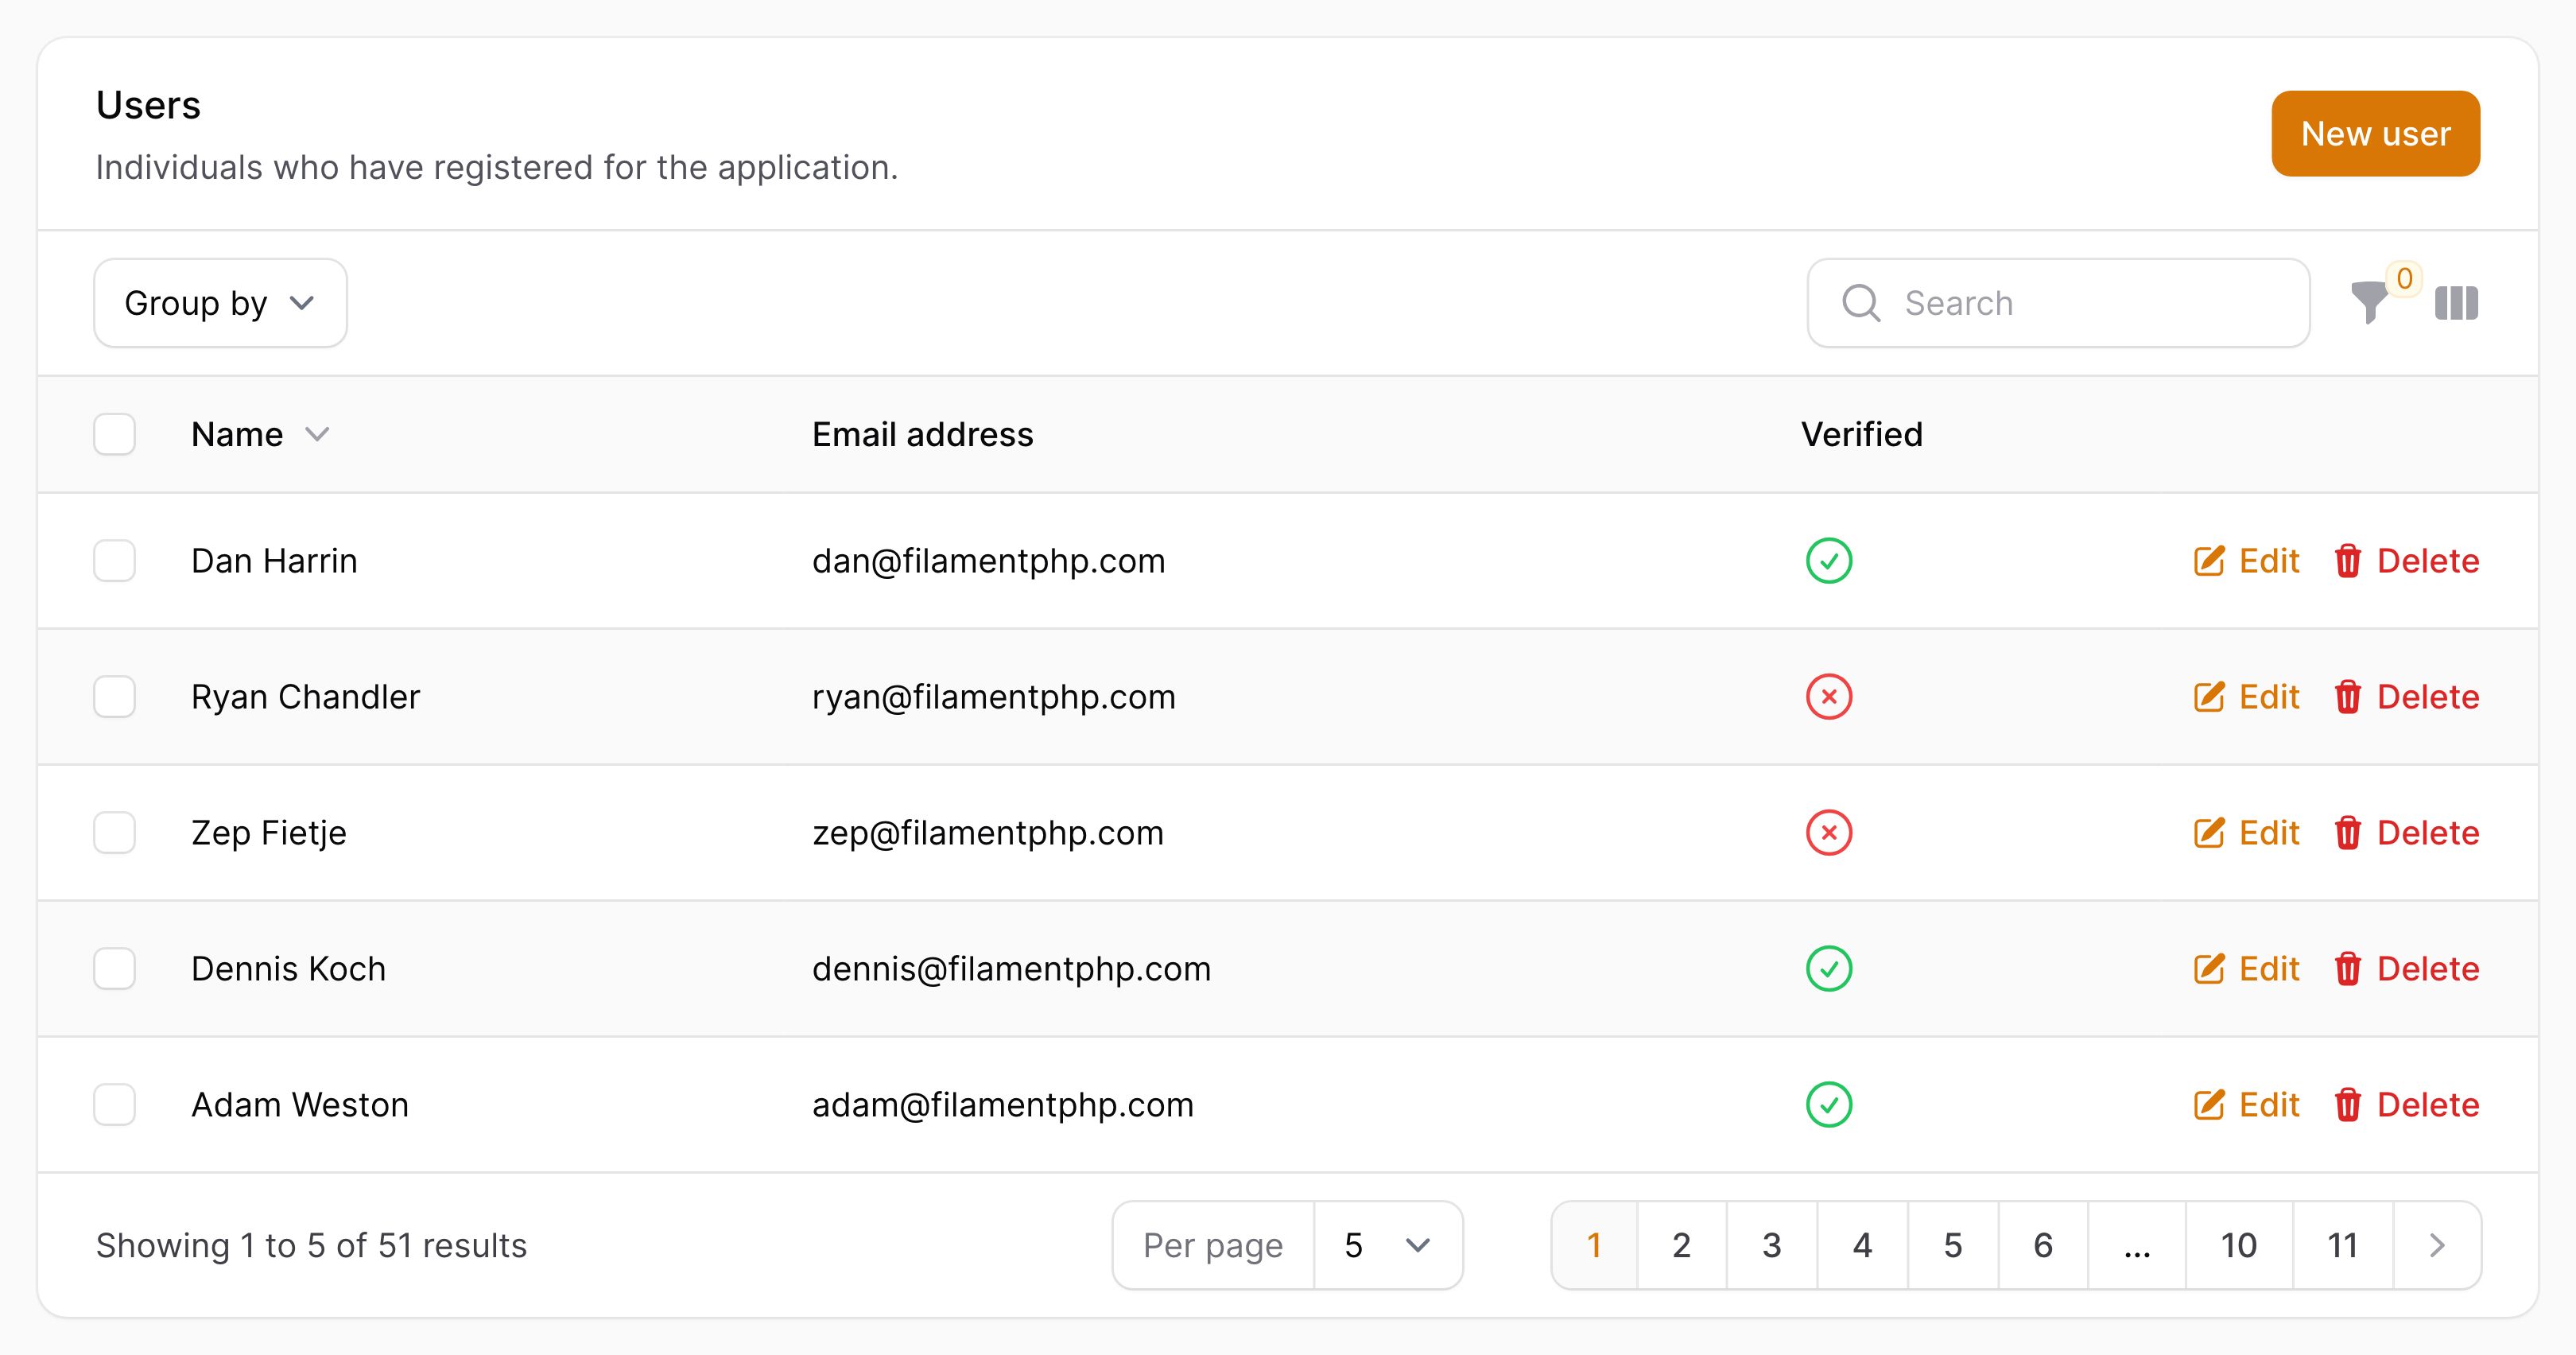 Users
Individuals who have registered for the application.
New user
Group by
Search
0
Name Email address Verified
Dan Harrin dan@filamentphp.com Edit Delete
Ryan Chandler ryan@filamentphp.com Edit Delete
Zep Fietje zep@filamentphp.com Edit Delete
Dennis Koch dennis@filamentphp.com Edit Delete
Adam Weston adam@filamentphp.com Edit Delete
Showing 1 to 5 of 51 results Per page 5 1 2 3 4 5 6 ... 10 11